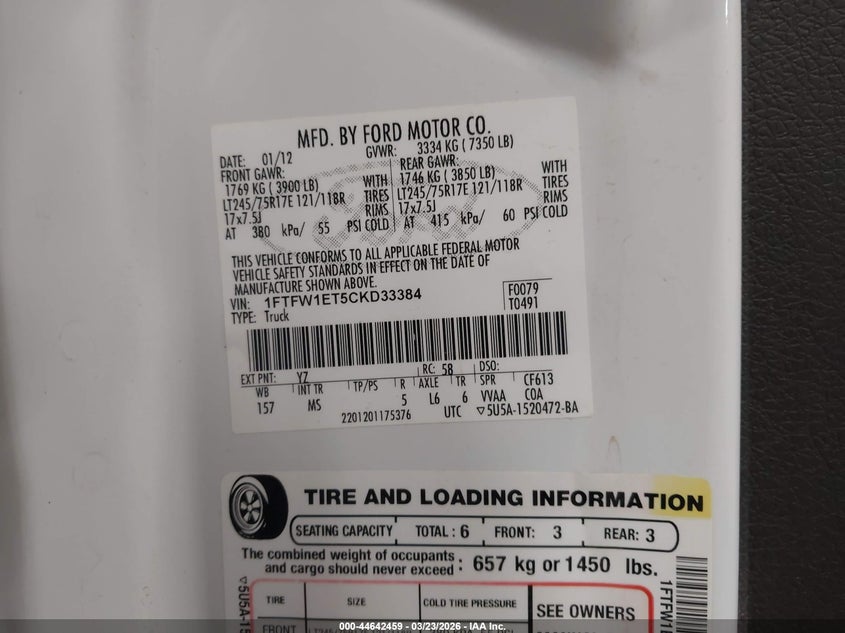 MFD. BY FORD MOTOR CO.
DATE: 01/12 GVWR: 3334 KG ( 7350 LB)
FRONT GAWR: REAR GAWR:
1769 KG ( 3900 LB) WITH 1746 KG ( 3850 LB) WITH
LT245/75R17E 121/118R TIRES LT245/75R17E 121/118R TIRES
17x7.5J RIMS 17x7.5J RIMS
AT 380 kPa/ 55 PSI COLD AT 415 kPa/ 60 PSI COLD
THIS VEHICLE CONFORMS TO ALL APPLICABLE FEDERAL MOTOR
VEHICLE SAFETY STANDARDS IN EFFECT ON THE DATE OF
MANUFACTURE SHOWN ABOVE.
VIN: 1FTFW1ET5CKD33384 F0079
TYPE: Truck T0491
EXT PNT: YZ RC: 58 DSO:
WB INT TR TP/PS R AXLE TR SPR CF613
157 MS 5 L6 6 VVAA COA
2201201175376 UTC ▽5U5A-1520472-BA
TIRE AND LOADING INFORMATION
SEATING CAPACITY TOTAL : 6 FRONT: 3 REAR: 3
The combined weight of occupants and cargo should never exceed : 657 kg or 1450 lbs.
TIRE SIZE COLD TIRE PRESSURE SEE OWNERS
FRONT
▽5U5A-15
1FTFW1E
000-44642459 - 03/23/2026 - IAA Inc.